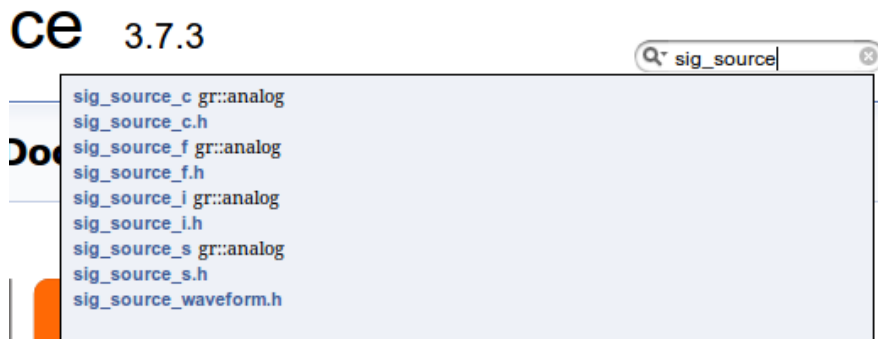 ce 3.7.3
sig_source
Doc
sig_source_c gr::analog
sig_source_c.h
sig_source_f gr::analog
sig_source_f.h
sig_source_i gr::analog
sig_source_i.h
sig_source_s gr::analog
sig_source_s.h
sig_source_waveform.h